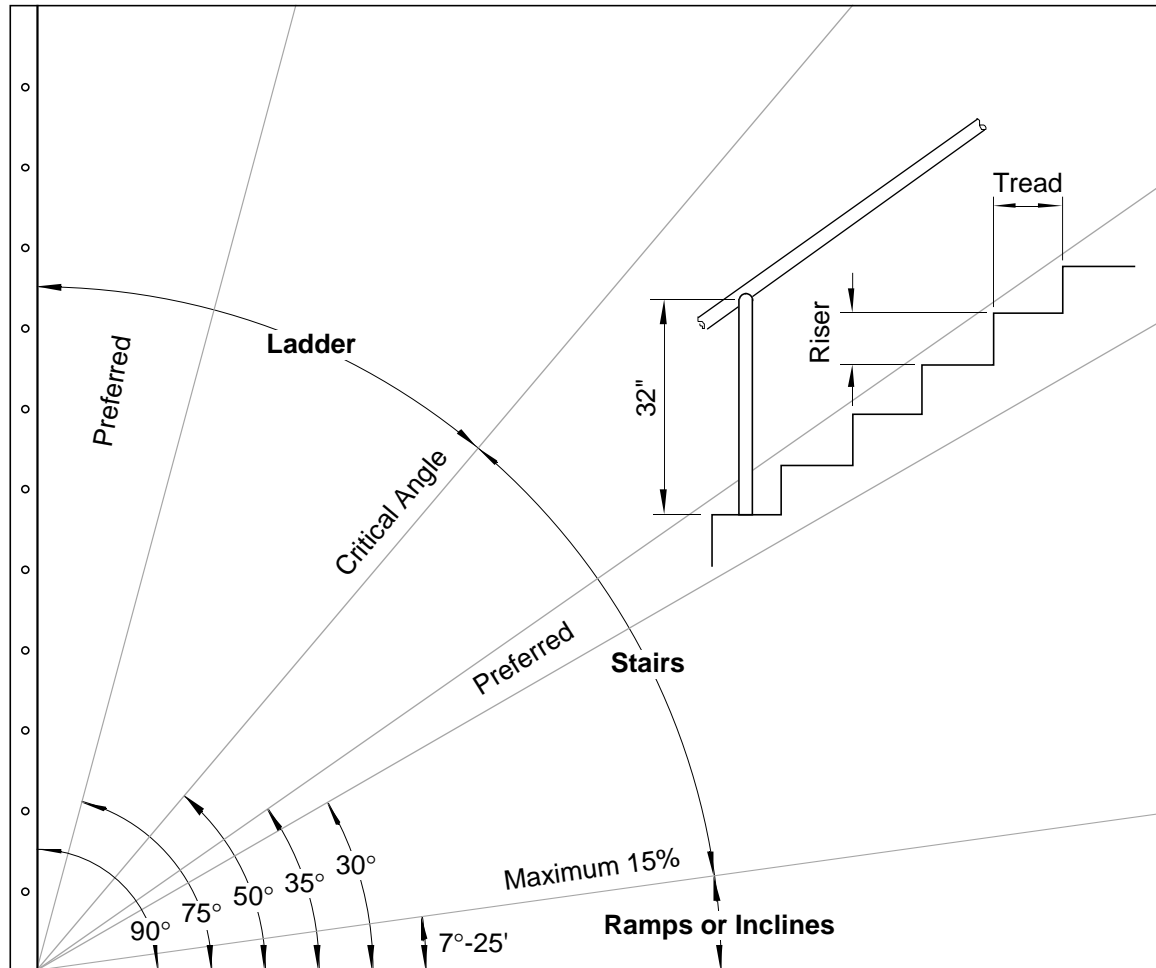 Tread
Ladder
Riser
Preferred
32"
Critical Angle
Preferred
Stairs
30°
35°
50°
75°
90°
Maximum 15%
Ramps or Inclines
7°-25'